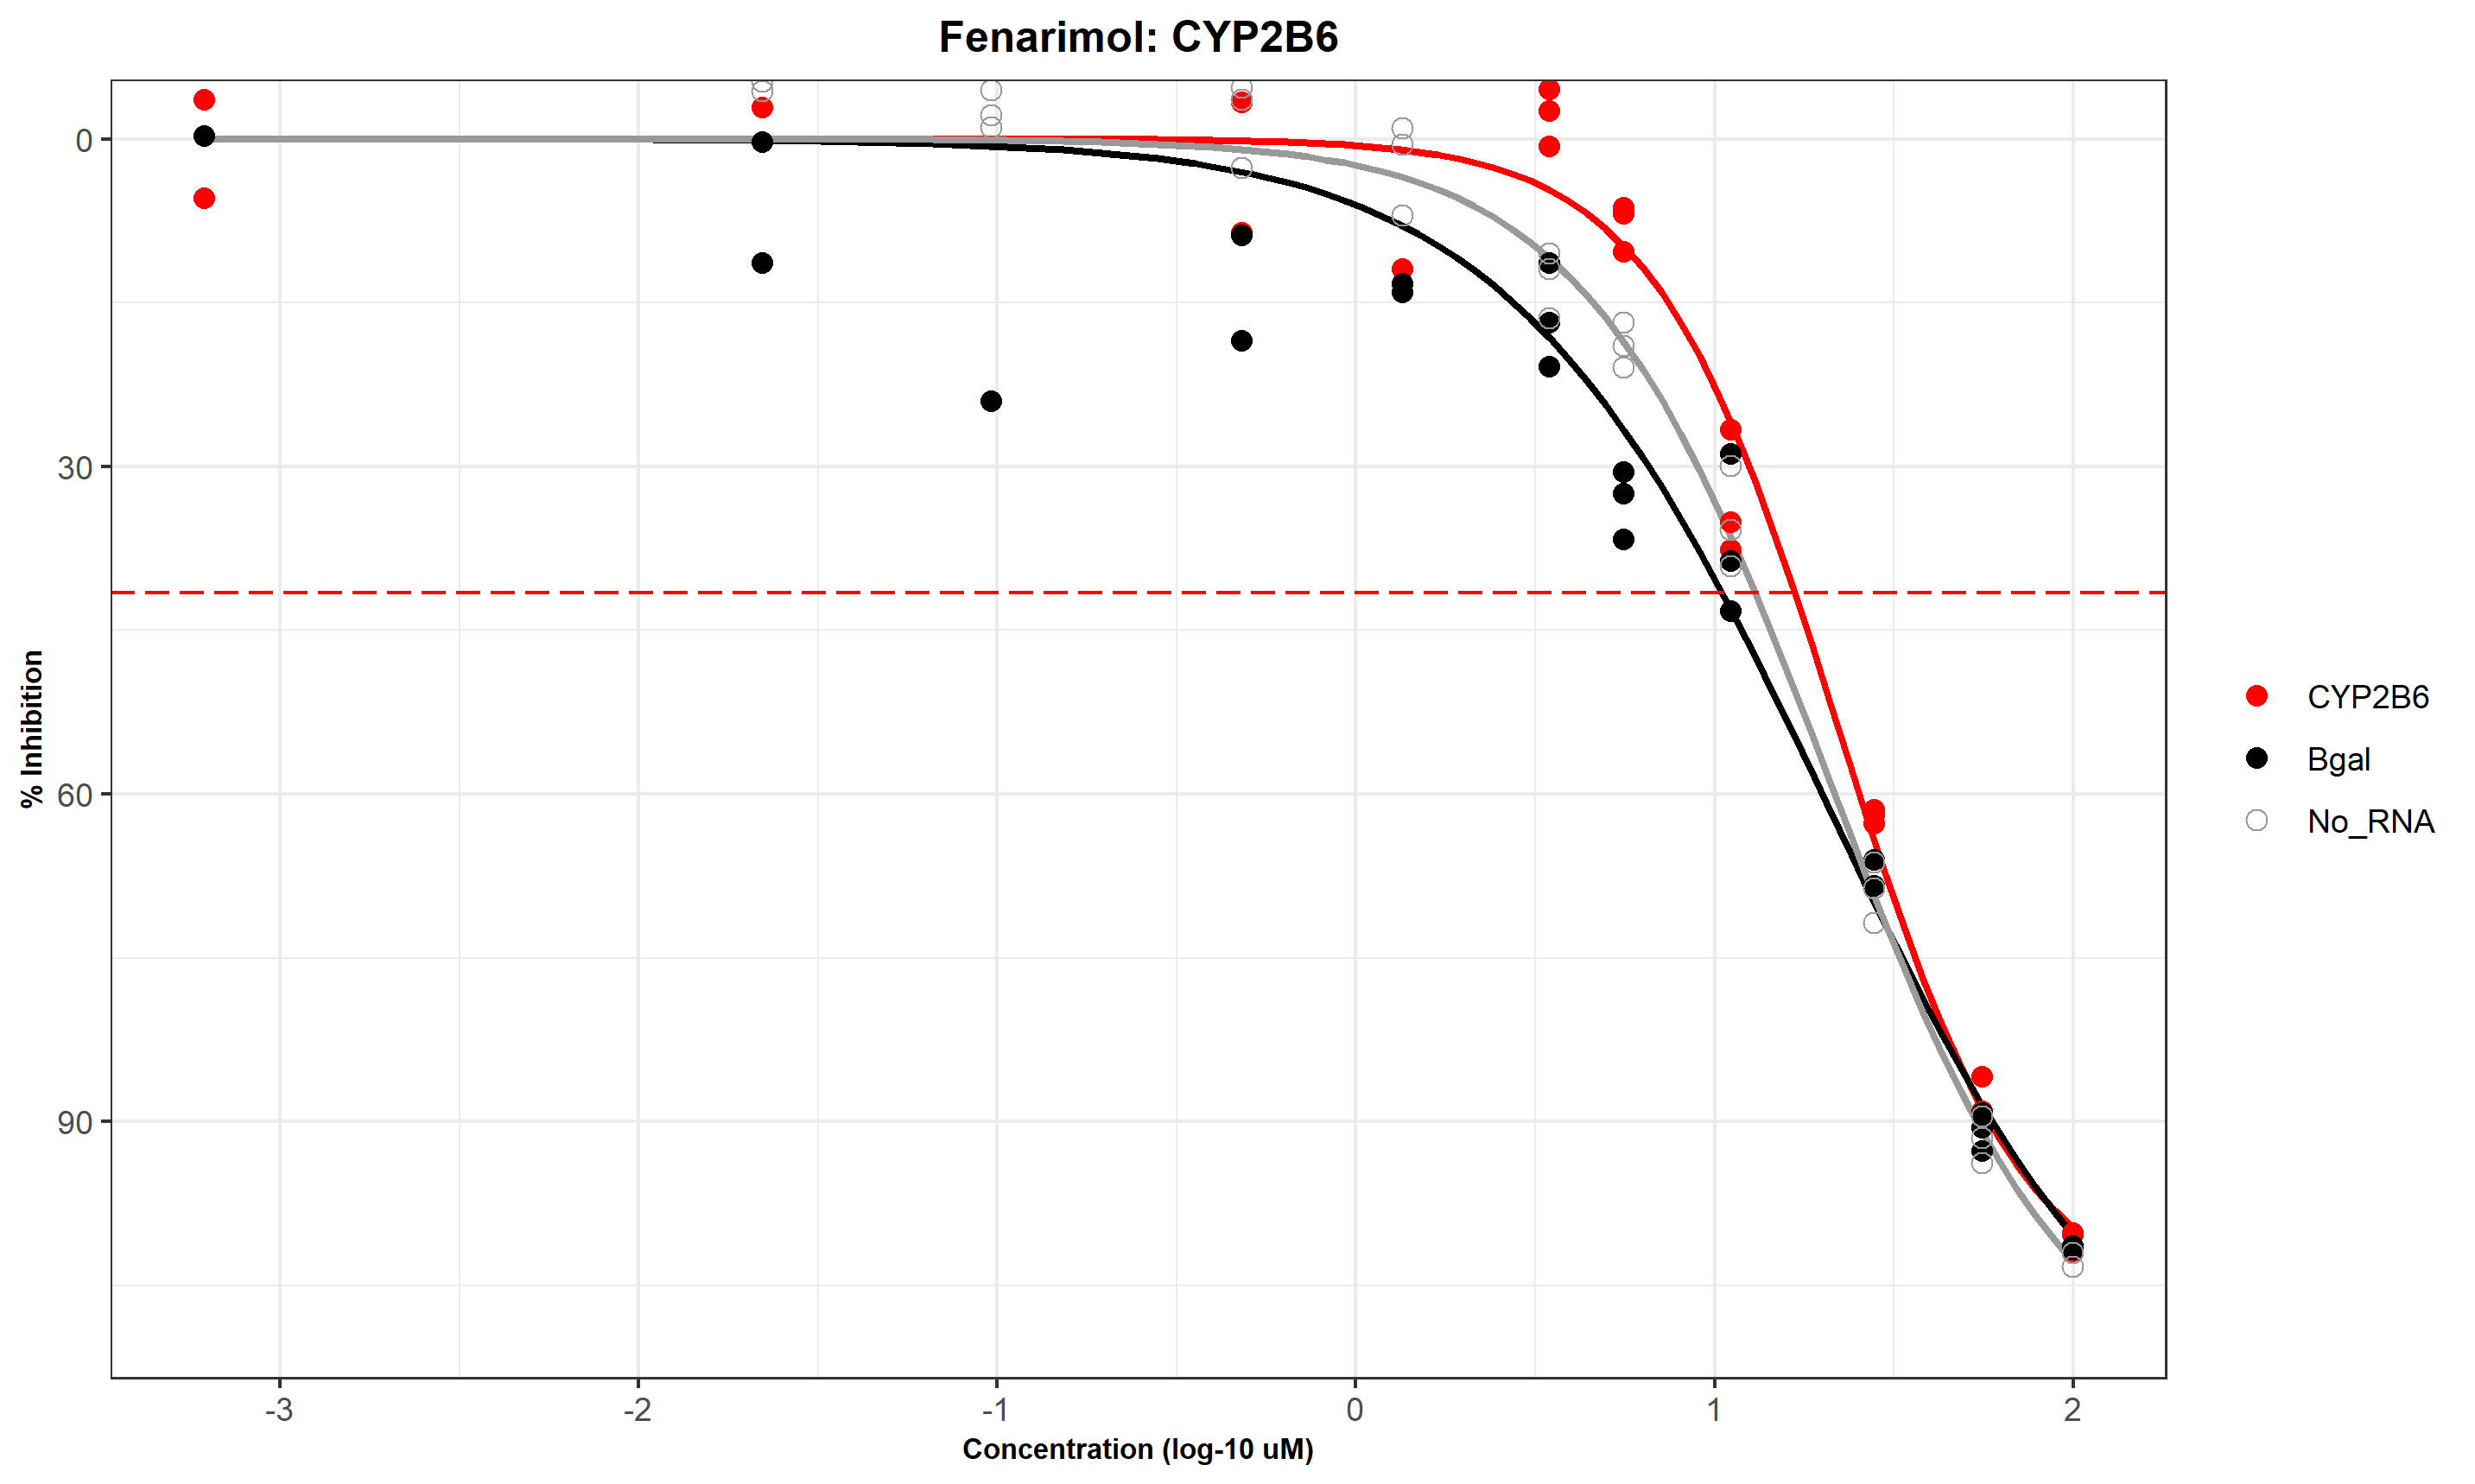 Fenarimol: CYP2B6
% Inhibition
0
30
60
90
-3
-2
-1
0
1
2
Concentration (log-10 uM)
CYP2B6
Bgal
No_RNA